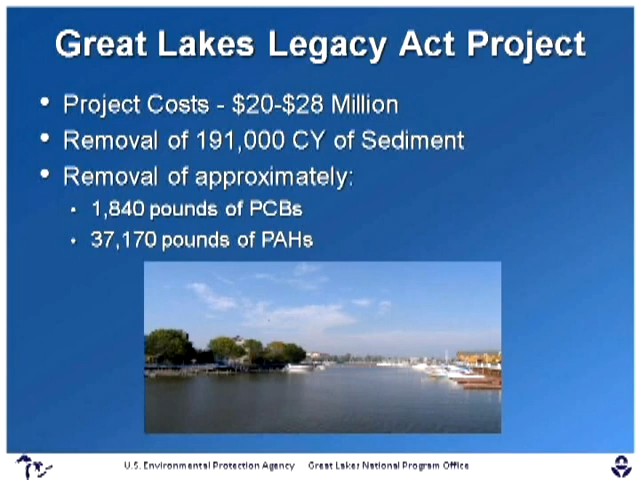 Great Lakes Legacy Act Project
• Project Costs - $20-$28 Million
• Removal of 191,000 CY of Sediment
• Removal of approximately:
• 1,840 pounds of PCBs
• 37,170 pounds of PAHs
U.S. Environmental Protection Agency Great Lakes National Program Office